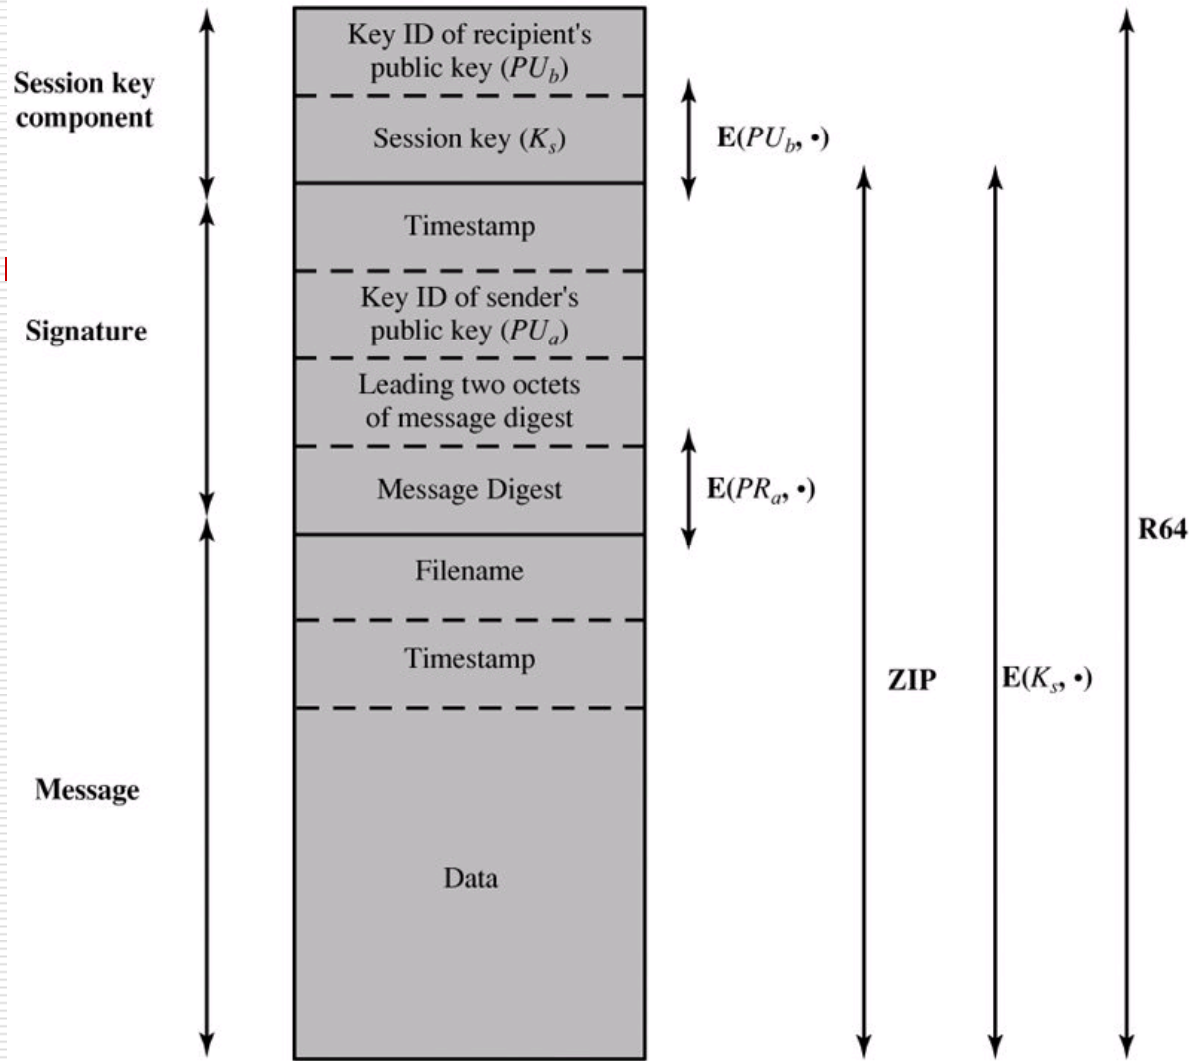 Key ID of recipient's
public key (PUb)
Session key
component
Session key (Ks)
E(PUb, •)
Timestamp
Key ID of sender's
public key (PUa)
Signature
Leading two octets
of message digest
Message Digest
E(PRa, •)
R64
Filename
Timestamp
ZIP
E(Ks, •)
Message
Data